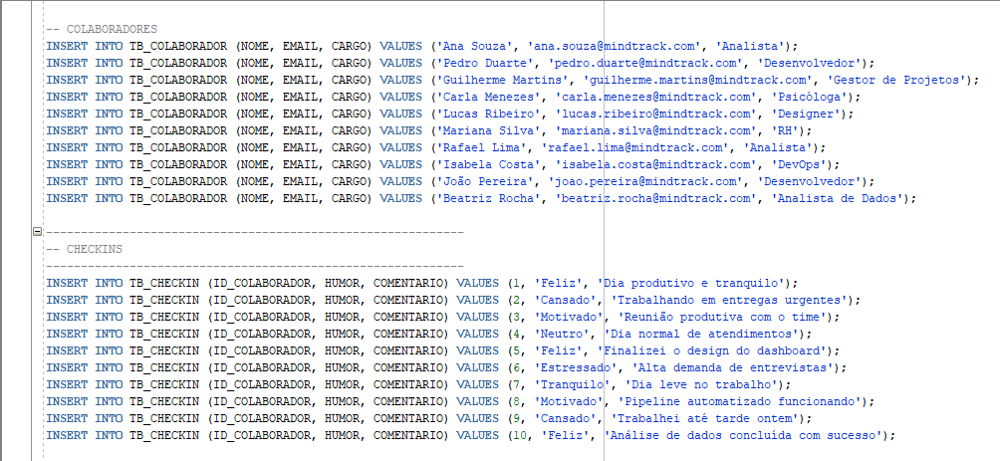 -- COLABORADORES
INSERT INTO TB_COLABORADOR (NOME, EMAIL, CARGO) VALUES ('Ana Souza', 'ana.souza@mindtrack.com', 'Analista');
INSERT INTO TB_COLABORADOR (NOME, EMAIL, CARGO) VALUES ('Pedro Duarte', 'pedro.duarte@mindtrack.com', 'Desenvolvedor');
INSERT INTO TB_COLABORADOR (NOME, EMAIL, CARGO) VALUES ('Guilherme Martins', 'guilherme.martins@mindtrack.com', 'Gestor de Projetos');
INSERT INTO TB_COLABORADOR (NOME, EMAIL, CARGO) VALUES ('Carla Menezes', 'carla.menezes@mindtrack.com', 'Psicóloga');
INSERT INTO TB_COLABORADOR (NOME, EMAIL, CARGO) VALUES ('Lucas Ribeiro', 'lucas.ribeiro@mindtrack.com', 'Designer');
INSERT INTO TB_COLABORADOR (NOME, EMAIL, CARGO) VALUES ('Mariana Silva', 'mariana.silva@mindtrack.com', 'RH');
INSERT INTO TB_COLABORADOR (NOME, EMAIL, CARGO) VALUES ('Rafael Lima', 'rafael.lima@mindtrack.com', 'Analista');
INSERT INTO TB_COLABORADOR (NOME, EMAIL, CARGO) VALUES ('Isabela Costa', 'isabela.costa@mindtrack.com', 'DevOps');
INSERT INTO TB_COLABORADOR (NOME, EMAIL, CARGO) VALUES ('João Pereira', 'joao.pereira@mindtrack.com', 'Desenvolvedor');
INSERT INTO TB_COLABORADOR (NOME, EMAIL, CARGO) VALUES ('Beatriz Rocha', 'beatriz.rocha@mindtrack.com', 'Analista de Dados');
------------------------------------------------------------
-- CHECKINS
------------------------------------------------------------
INSERT INTO TB_CHECKIN (ID_COLABORADOR, HUMOR, COMENTARIO) VALUES (1, 'Feliz', 'Dia produtivo e tranquilo');
INSERT INTO TB_CHECKIN (ID_COLABORADOR, HUMOR, COMENTARIO) VALUES (2, 'Cansado', 'Trabalhando em entregas urgentes');
INSERT INTO TB_CHECKIN (ID_COLABORADOR, HUMOR, COMENTARIO) VALUES (3, 'Motivado', 'Reunião produtiva com o time');
INSERT INTO TB_CHECKIN (ID_COLABORADOR, HUMOR, COMENTARIO) VALUES (4, 'Neutro', 'Dia normal de atendimentos');
INSERT INTO TB_CHECKIN (ID_COLABORADOR, HUMOR, COMENTARIO) VALUES (5, 'Feliz', 'Finalizei o design do dashboard');
INSERT INTO TB_CHECKIN (ID_COLABORADOR, HUMOR, COMENTARIO) VALUES (6, 'Estressado', 'Alta demanda de entrevistas');
INSERT INTO TB_CHECKIN (ID_COLABORADOR, HUMOR, COMENTARIO) VALUES (7, 'Tranquilo', 'Dia leve no trabalho');
INSERT INTO TB_CHECKIN (ID_COLABORADOR, HUMOR, COMENTARIO) VALUES (8, 'Motivado', 'Pipeline automatizado funcionando');
INSERT INTO TB_CHECKIN (ID_COLABORADOR, HUMOR, COMENTARIO) VALUES (9, 'Cansado', 'Trabalhei até tarde ontem');
INSERT INTO TB_CHECKIN (ID_COLABORADOR, HUMOR, COMENTARIO) VALUES (10, 'Feliz', 'Análise de dados concluída com sucesso');